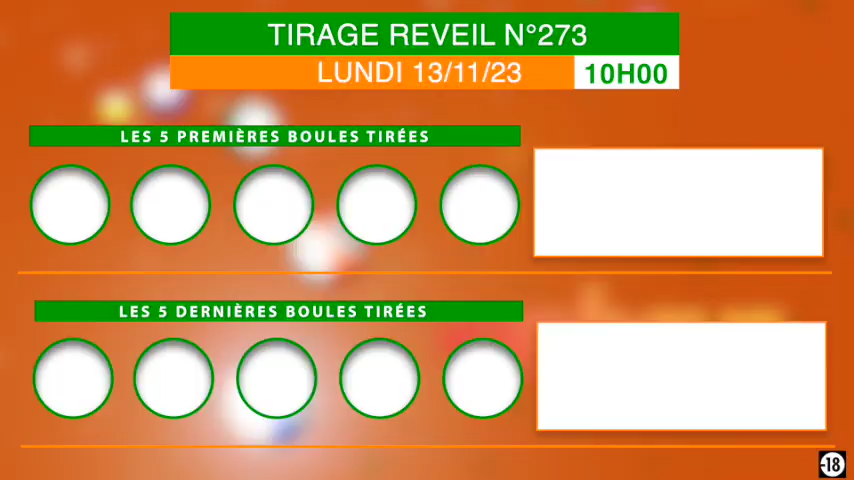 TIRAGE REVEIL N°273
LUNDI 13/11/23 10H00
LES 5 PREMIÈRES BOULES TIRÉES
LES 5 DERNIÈRES BOULES TIRÉES
-18